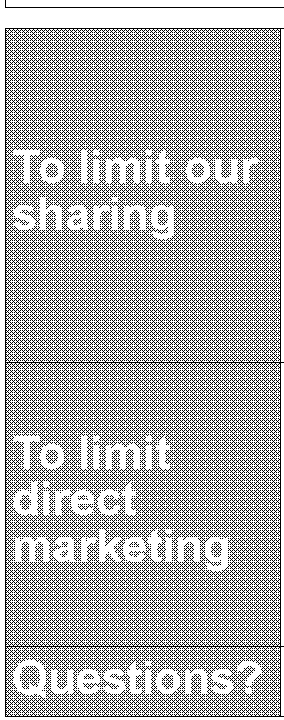 To limit our
sharing
To limit
direct
marketing
Questions?